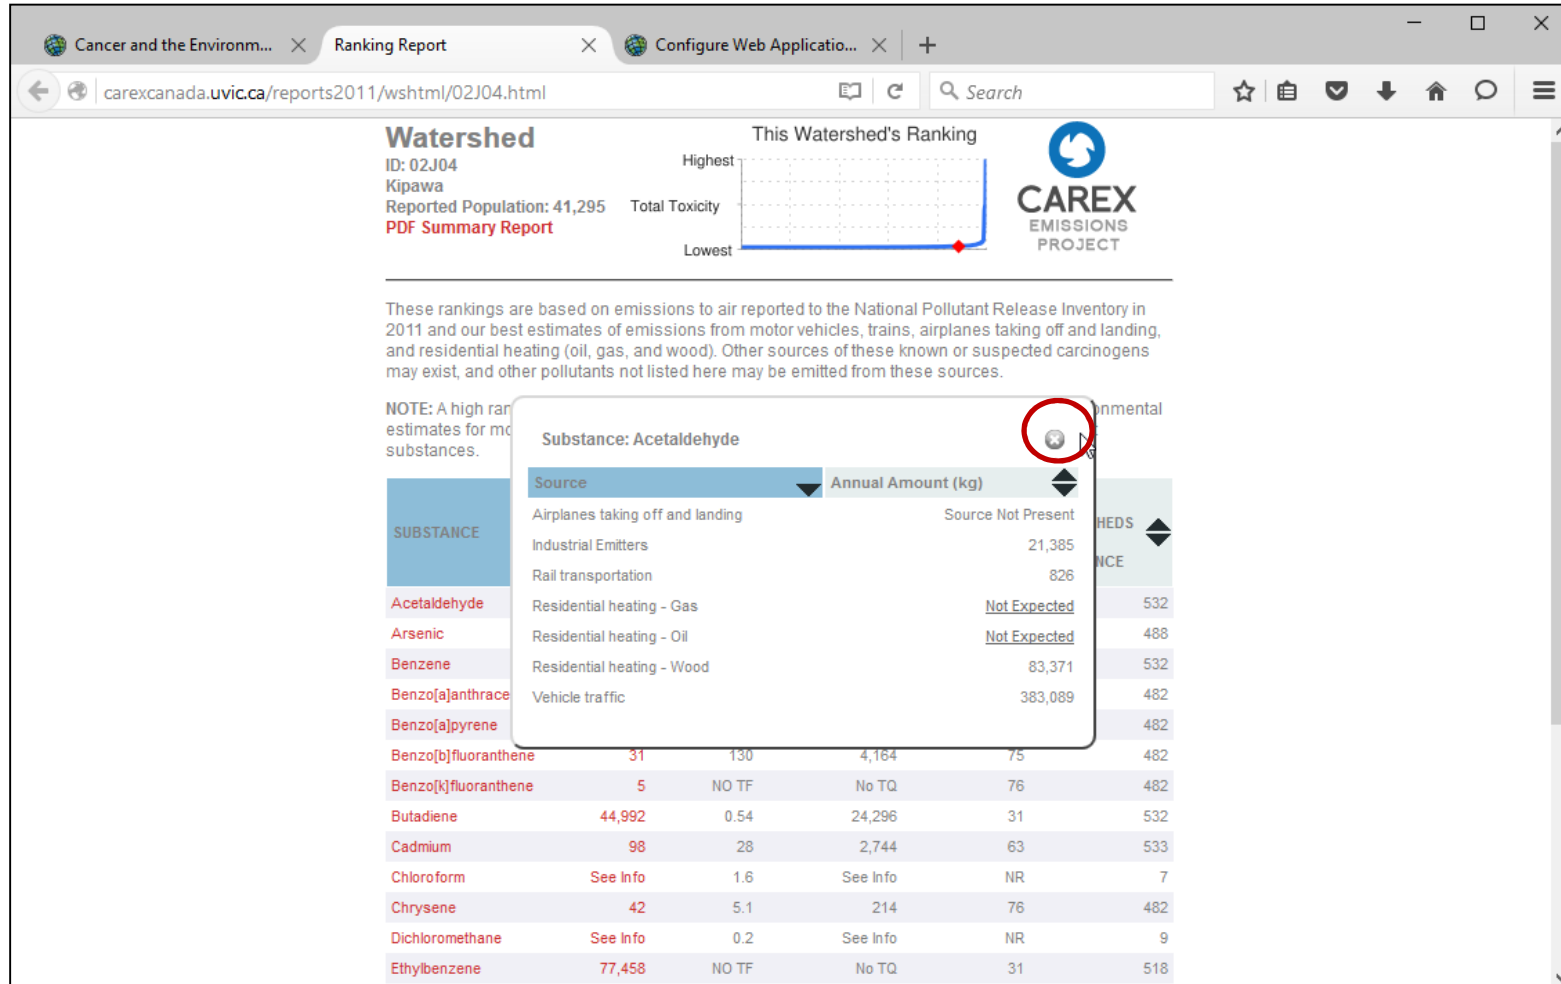 Cancer and the Environm...
Ranking Report
Configure Web Applicatio...
carexcanada.uvic.ca/reports2011/wshtml/02J04.html
Search
Watershed
ID: 02J04
Kipawa
Reported Population: 41,295
PDF Summary Report
This Watershed's Ranking
Highest
Total Toxicity
Lowest
CAREX
EMISSIONS
PROJECT
These rankings are based on emissions to air reported to the National Pollutant Release Inventory in
2011 and our best estimates of emissions from motor vehicles, trains, airplanes taking off and landing,
and residential heating (oil, gas, and wood). Other sources of these known or suspected carcinogens
may exist, and other pollutants not listed here may be emitted from these sources.
NOTE: A high ran
onmental
estimates for mo
substances.
Substance: Acetaldehyde
Source Annual Amount (kg)
Airplanes taking off and landing Source Not Present
Industrial Emitters 21,385
Rail transportation 826
Residential heating - Gas Not Expected
Residential heating - Oil Not Expected
Residential heating - Wood 83,371
Vehicle traffic 383,089
SUBSTANCE
HEDS
NCE
Acetaldehyde 532
Arsenic 488
Benzene 532
Benzo[a]anthrace 482
Benzo[a]pyrene 482
Benzo[b]fluoranthene 31 130 4,164 75 482
Benzo[k]fluoranthene 5 NO TF No TQ 76 482
Butadiene 44,992 0.54 24,296 31 532
Cadmium 98 28 2,744 63 533
Chloroform See Info 1.6 See Info NR 7
Chrysene 42 5.1 214 76 482
Dichloromethane See Info 0.2 See Info NR 9
Ethylbenzene 77,458 NO TF No TQ 31 518